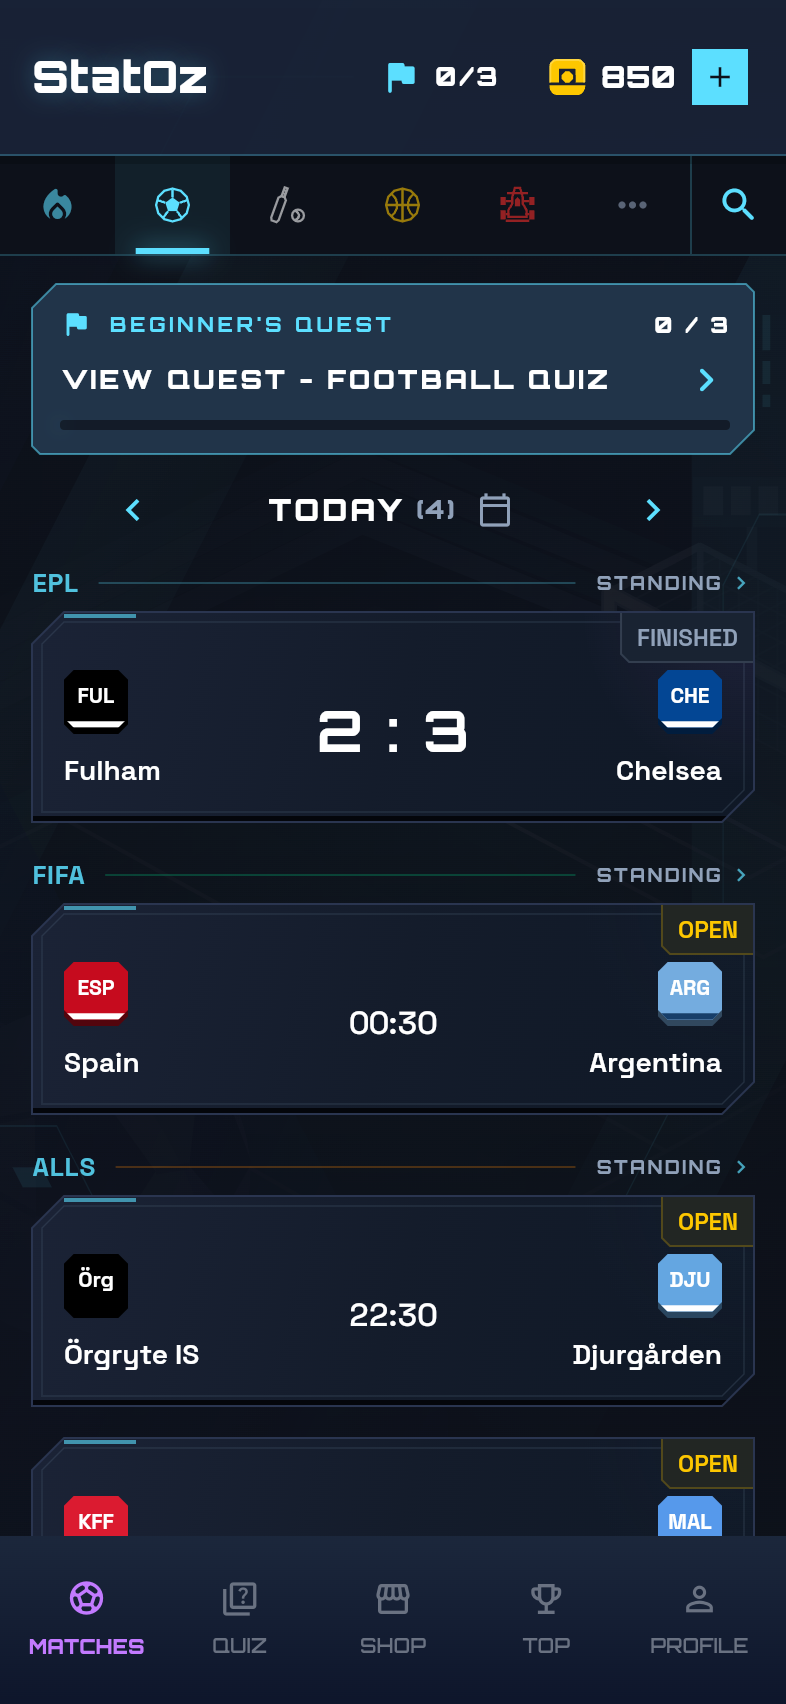 StatOz 0/3 850 +
BEGINNER'S QUEST 0 / 3
VIEW QUEST - FOOTBALL QUIZ
TODAY (4)
EPL STANDING
FINISHED
FUL CHE
2 : 3
Fulham Chelsea
FIFA STANDING
OPEN
ESP ARG
00:30
Spain Argentina
ALLS STANDING
OPEN
Örg DJU
22:30
Örgryte IS Djurgården
OPEN
KFF MAL
MATCHES QUIZ SHOP TOP PROFILE